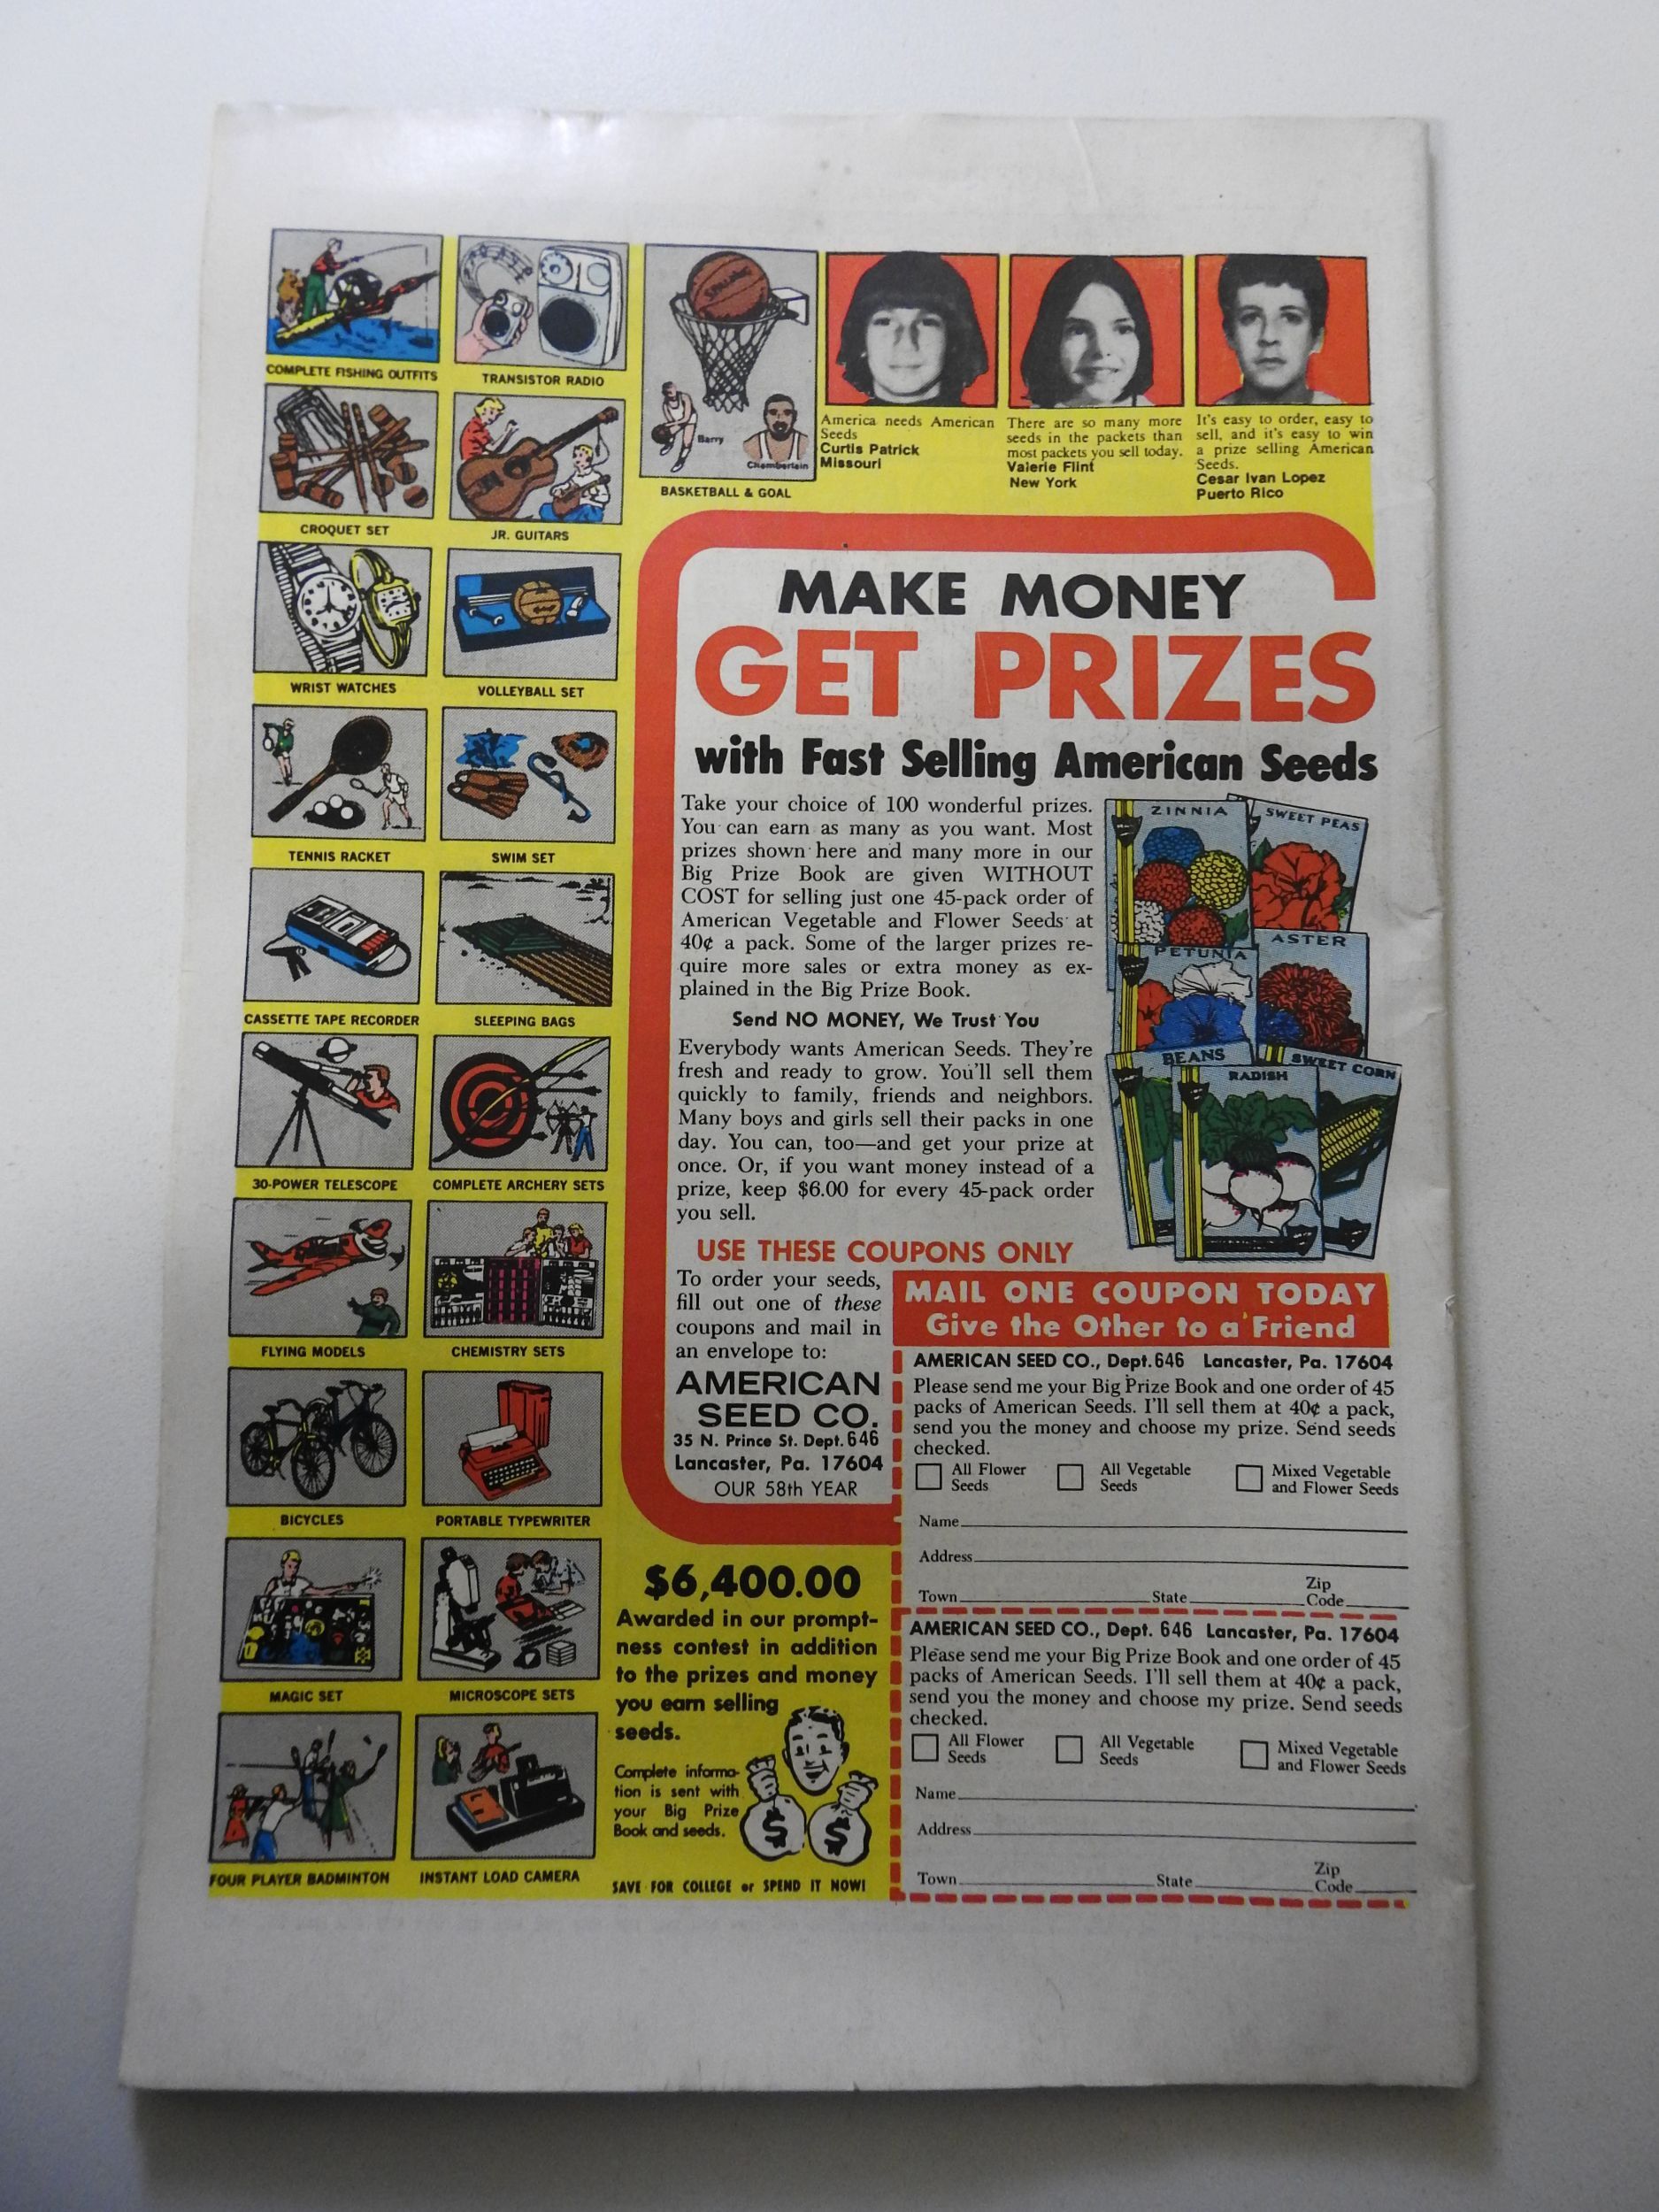 COMPLETE FISHING OUTFITS
TRANSISTOR RADIO
SPALDING
Barry
Chamberlain
BASKETBALL & GOAL
America needs American
Seeds
Curtis Patrick
Missouri
There are so many more
seeds in the packets than
most packets you sell today.
Valerie Flint
New York
It's easy to order, easy to
sell, and it's easy to win
a prize selling American
Seeds.
Cesar Ivan Lopez
Puerto Rico
CROQUET SET
JR. GUITARS
WRIST WATCHES
VOLLEYBALL SET
TENNIS RACKET
SWIM SET
CASSETTE TAPE RECORDER
SLEEPING BAGS
30-POWER TELESCOPE
COMPLETE ARCHERY SETS
FLYING MODELS
CHEMISTRY SETS
BICYCLES
PORTABLE TYPEWRITER
MAGIC SET
MICROSCOPE SETS
FOUR PLAYER BADMINTON
INSTANT LOAD CAMERA
MAKE MONEY
GET PRIZES
with Fast Selling American Seeds
Take your choice of 100 wonderful prizes.
You can earn as many as you want. Most
prizes shown here and many more in our
Big Prize Book are given WITHOUT
COST for selling just one 45-pack order of
American Vegetable and Flower Seeds at
40¢ a pack. Some of the larger prizes re-
quire more sales or extra money as ex-
plained in the Big Prize Book.
Send NO MONEY, We Trust You
Everybody wants American Seeds. They're
fresh and ready to grow. You'll sell them
quickly to family, friends and neighbors.
Many boys and girls sell their packs in one
day. You can, too—and get your prize at
once. Or, if you want money instead of a
prize, keep $6.00 for every 45-pack order
you sell.
ZINNIA
SWEET PEAS
PETUNIA
ASTER
BEANS
RADISH
SWEET CORN
USE THESE COUPONS ONLY
To order your seeds,
fill out one of these
coupons and mail in
an envelope to:
AMERICAN
SEED CO.
35 N. Prince St. Dept. 646
Lancaster, Pa. 17604
OUR 58th YEAR
MAIL ONE COUPON TODAY
Give the Other to a Friend
AMERICAN SEED CO., Dept. 646 Lancaster, Pa. 17604
Please send me your Big Prize Book and one order of 45
packs of American Seeds. I'll sell them at 40¢ a pack,
send you the money and choose my prize. Send seeds
checked.
All Flower
Seeds
All Vegetable
Seeds
Mixed Vegetable
and Flower Seeds
Name
Address
Town State Zip
Code
AMERICAN SEED CO., Dept. 646 Lancaster, Pa. 17604
Please send me your Big Prize Book and one order of 45
packs of American Seeds. I'll sell them at 40¢ a pack,
send you the money and choose my prize. Send seeds
checked.
All Flower
Seeds
All Vegetable
Seeds
Mixed Vegetable
and Flower Seeds
Name
Address
Town State Zip
Code
$6,400.00
Awarded in our prompt-
ness contest in addition
to the prizes and money
you earn selling
seeds.
Complete informa-
tion is sent with
your Big Prize
Book and seeds.
$ $
SAVE FOR COLLEGE or SPEND IT NOW!